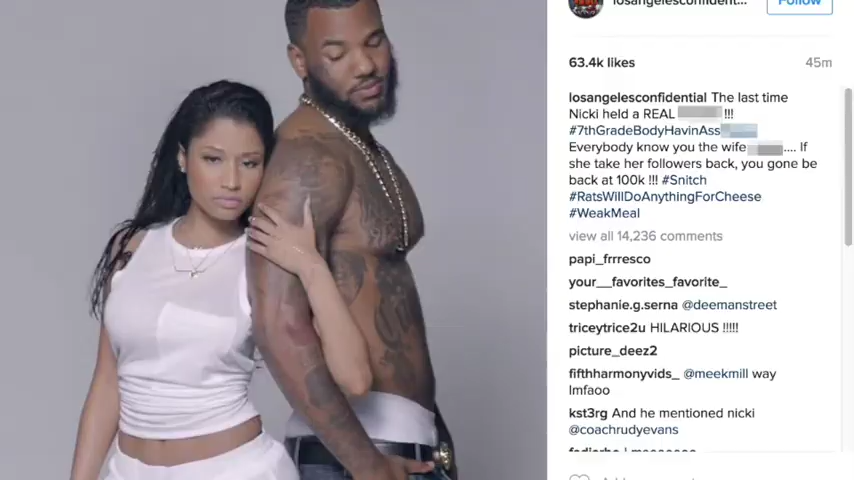 losangelesconfident...
Follow
63.4k likes
45m
losangelesconfidential The last time
Nicki held a REAL !!!
#7thGradeBodyHavinAss
Everybody know you the wife .... If
she take her followers back, you gone be
back at 100k !!! #Snitch
#RatsWillDoAnythingForCheese
#WeakMeal
view all 14,236 comments
papi_frrresco
your__favorites_favorite_
stephanie.g.serna @deemanstreet
triceytrice2u HILARIOUS !!!!!
picture_deez2
fifthharmonyvids_ @meekmill way
lmfaoo
kst3rg And he mentioned nicki
@coachrudyevans